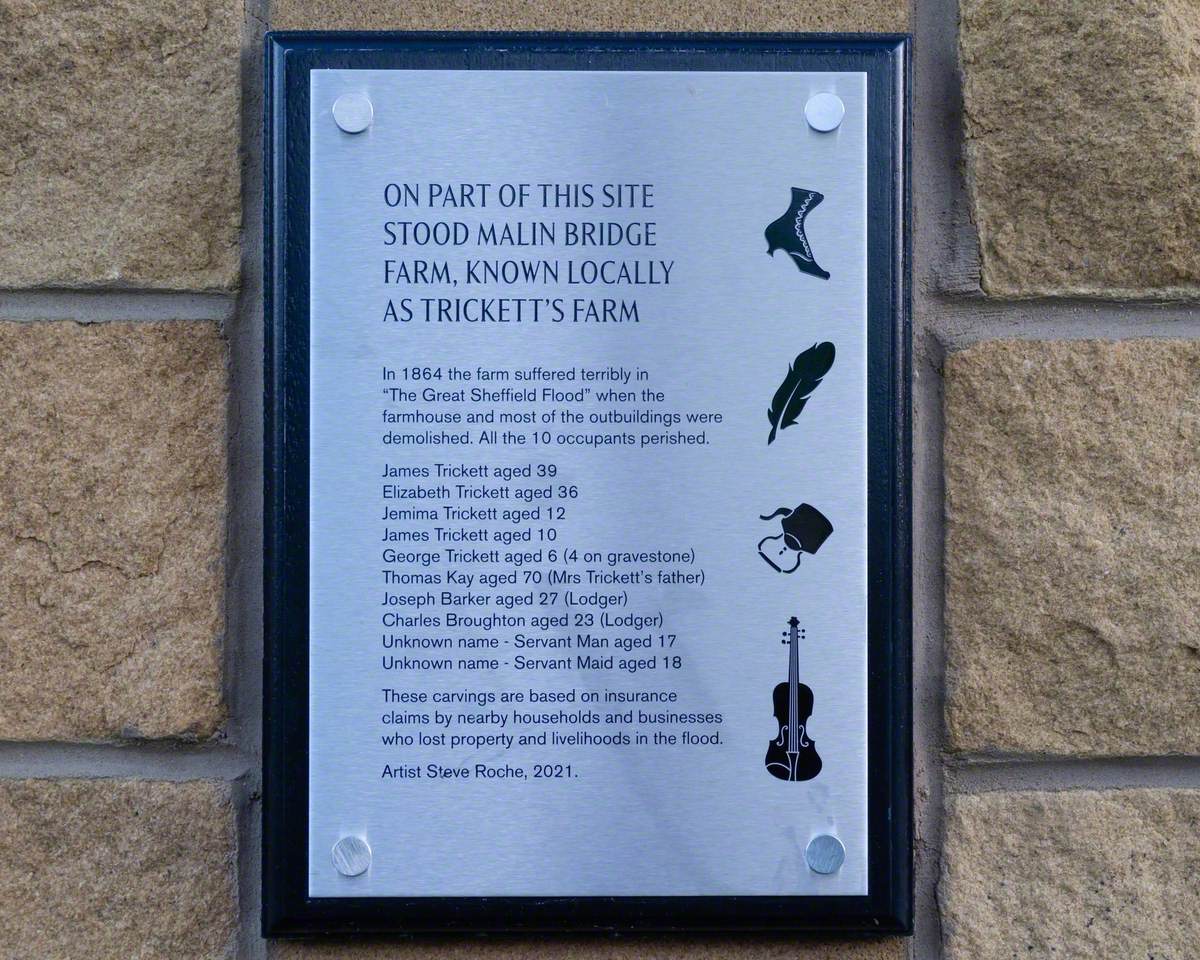 ON PART OF THIS SITE
STOOD MALIN BRIDGE
FARM, KNOWN LOCALLY
AS TRICKETT’S FARM
In 1864 the farm suffered terribly in
“The Great Sheffield Flood” when the
farmhouse and most of the outbuildings were
demolished. All the 10 occupants perished.
James Trickett aged 39
Elizabeth Trickett aged 36
Jemima Trickett aged 12
James Trickett aged 10
George Trickett aged 6 (4 on gravestone)
Thomas Kay aged 70 (Mrs Trickett’s father)
Joseph Barker aged 27 (Lodger)
Charles Broughton aged 23 (Lodger)
Unknown name - Servant Man aged 17
Unknown name - Servant Maid aged 18
These carvings are based on insurance
claims by nearby households and businesses
who lost property and livelihoods in the flood.
Artist Steve Roche, 2021.